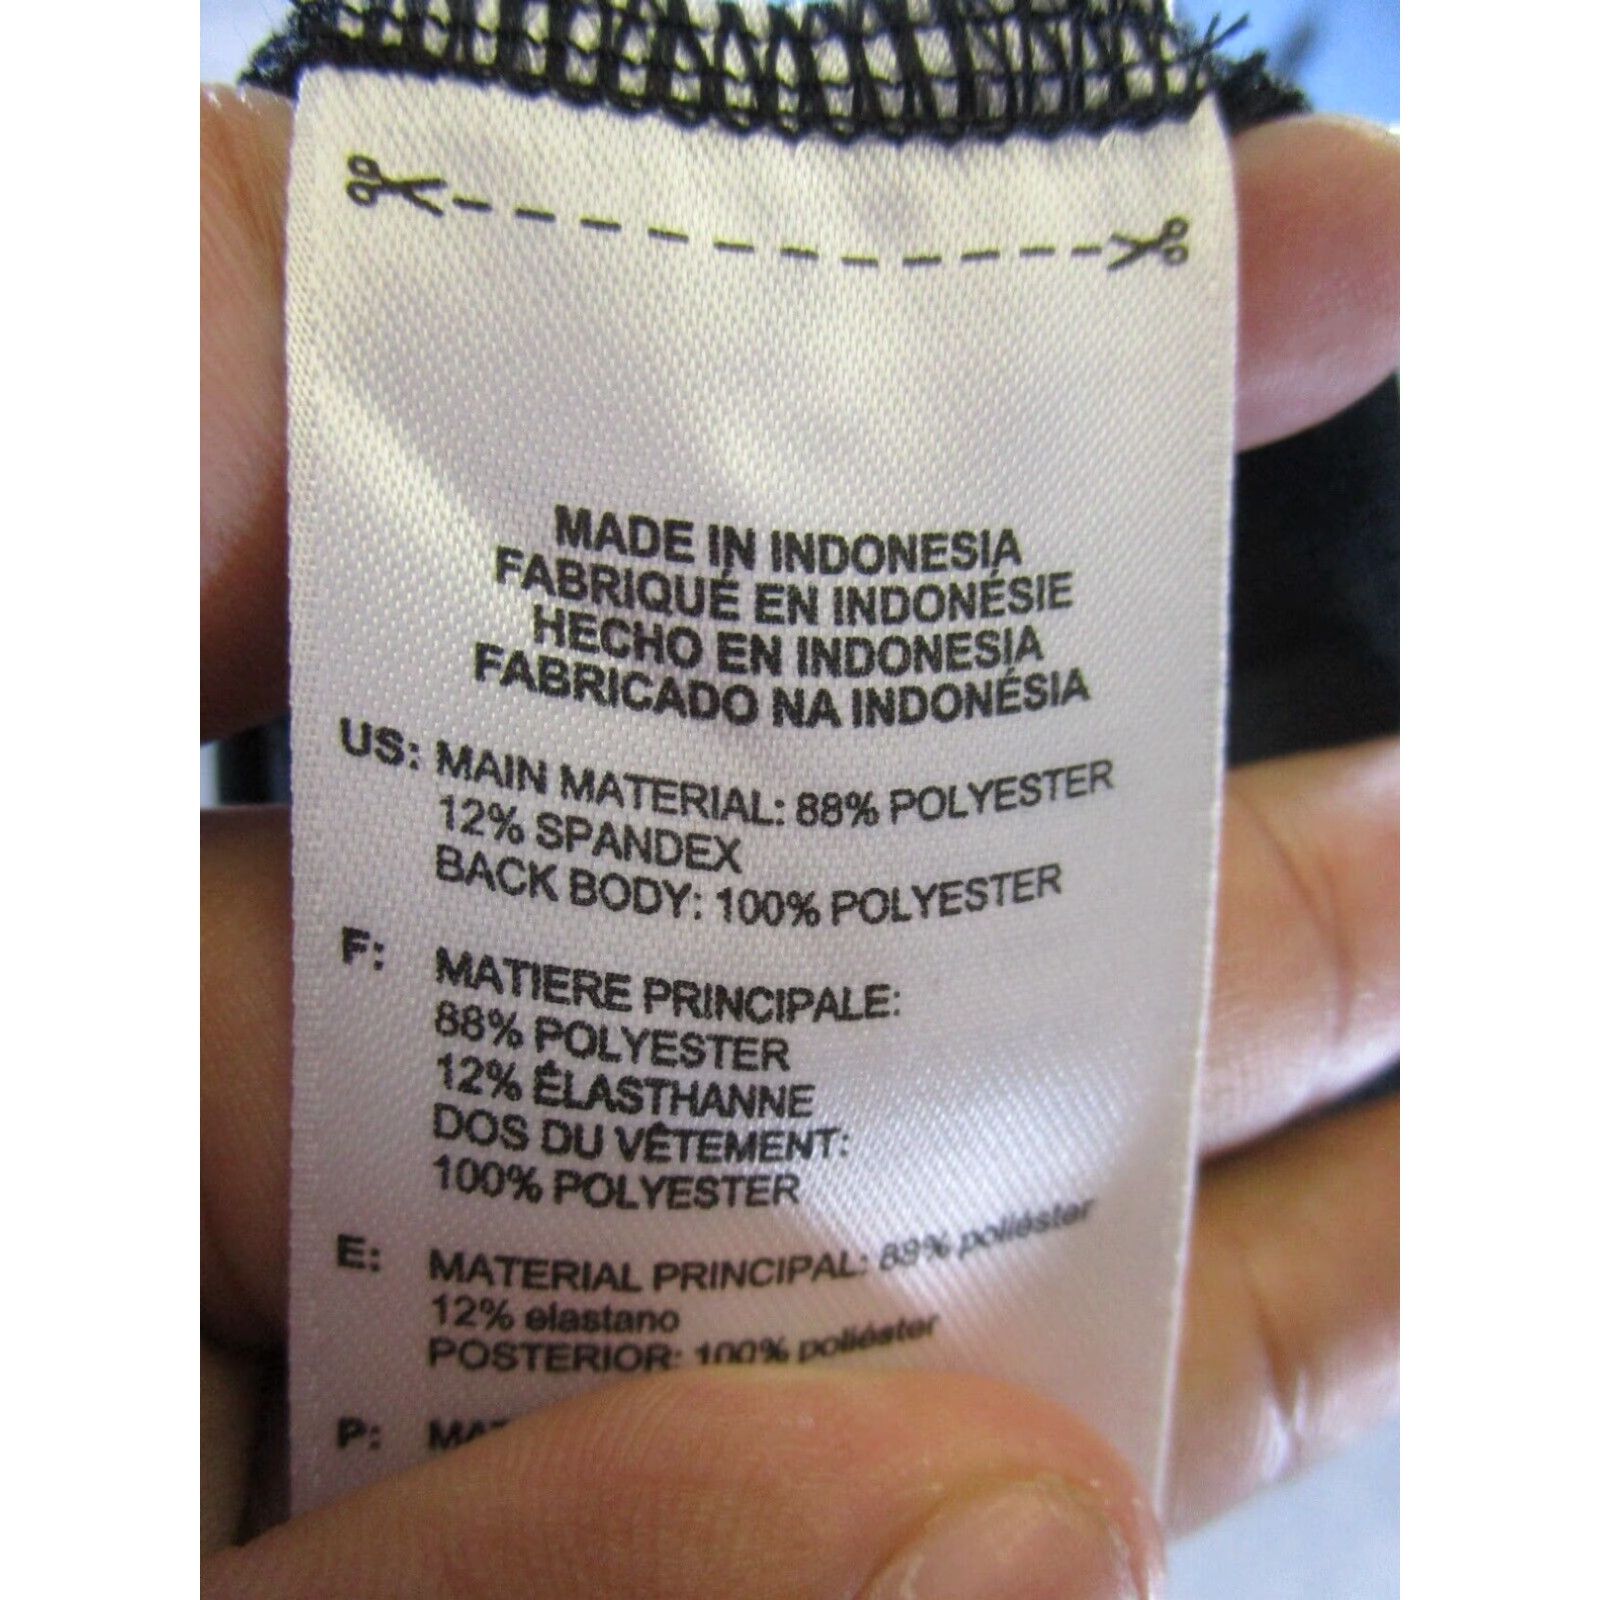 MADE IN INDONESIA
FABRIQUÉ EN INDONÉSIE
HECHO EN INDONESIA
FABRICADO NA INDONÉSIA
US: MAIN MATERIAL: 88% POLYESTER
12% SPANDEX
BACK BODY: 100% POLYESTER
F: MATIERE PRINCIPALE:
88% POLYESTER
12% ÉLASTHANNE
DOS DU VÊTEMENT:
100% POLYESTER
E: MATERIAL PRINCIPAL: 88% poliéster
12% elastano
POSTERIOR: 100% poliéster
P: